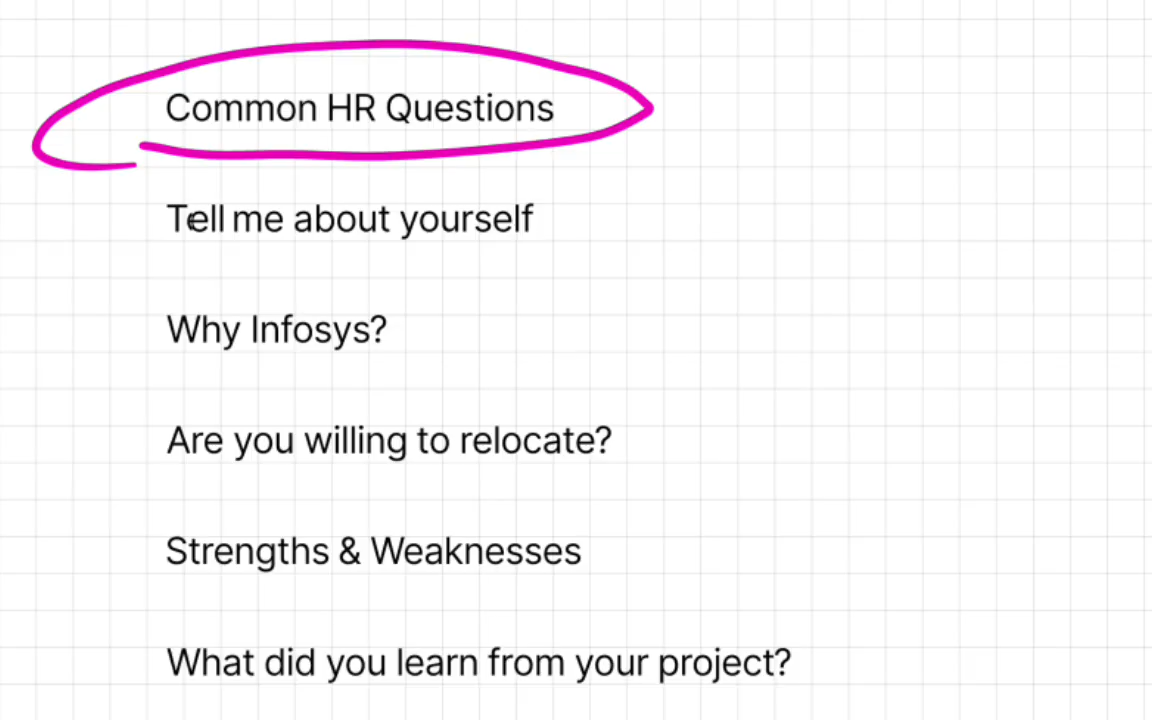 Common HR Questions
Tell me about yourself
Why Infosys?
Are you willing to relocate?
Strengths & Weaknesses
What did you learn from your project?